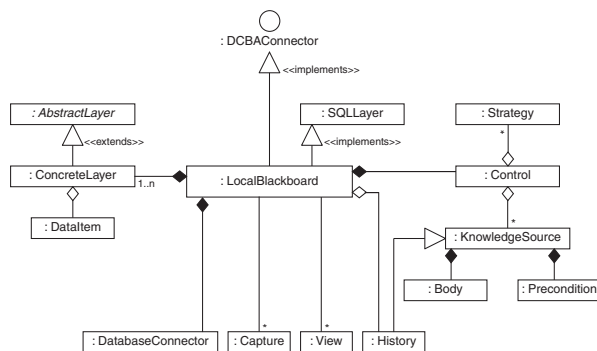 : DCBAConnector
<<implements>>
: AbstractLayer
: SQLLayer
: Strategy
<<extends>>
<<implements>>
*
: ConcreteLayer
1..n
: LocalBlackboard
: Control
: DataItem
*
: KnowledgeSource
: Body
: Precondition
*
*
: DatabaseConnector
: Capture
: View
: History